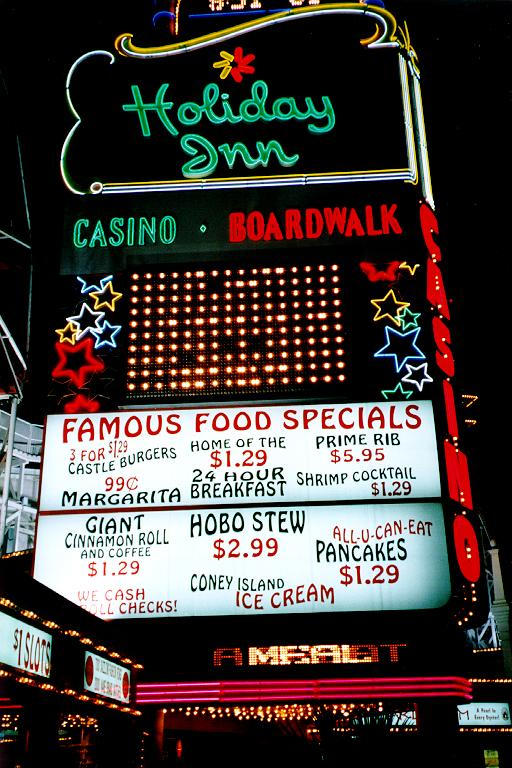 Holiday
Inn
CASINO · BOARDWALK
CASINO
FAMOUS FOOD SPECIALS
3 FOR $1.29
CASTLE BURGERS
99¢
MARGARITA
HOME OF THE
$1.29
24 HOUR
BREAKFAST
PRIME RIB
$5.95
SHRIMP COCKTAIL
$1.29
GIANT
CINNAMON ROLL
AND COFFEE
$1.29
HOBO STEW
$2.99
ALL-U-CAN-EAT
PANCAKES
$1.29
WE CASH
ROLL CHECKS!
CONEY ISLAND
ICE CREAM
$1 SLOTS